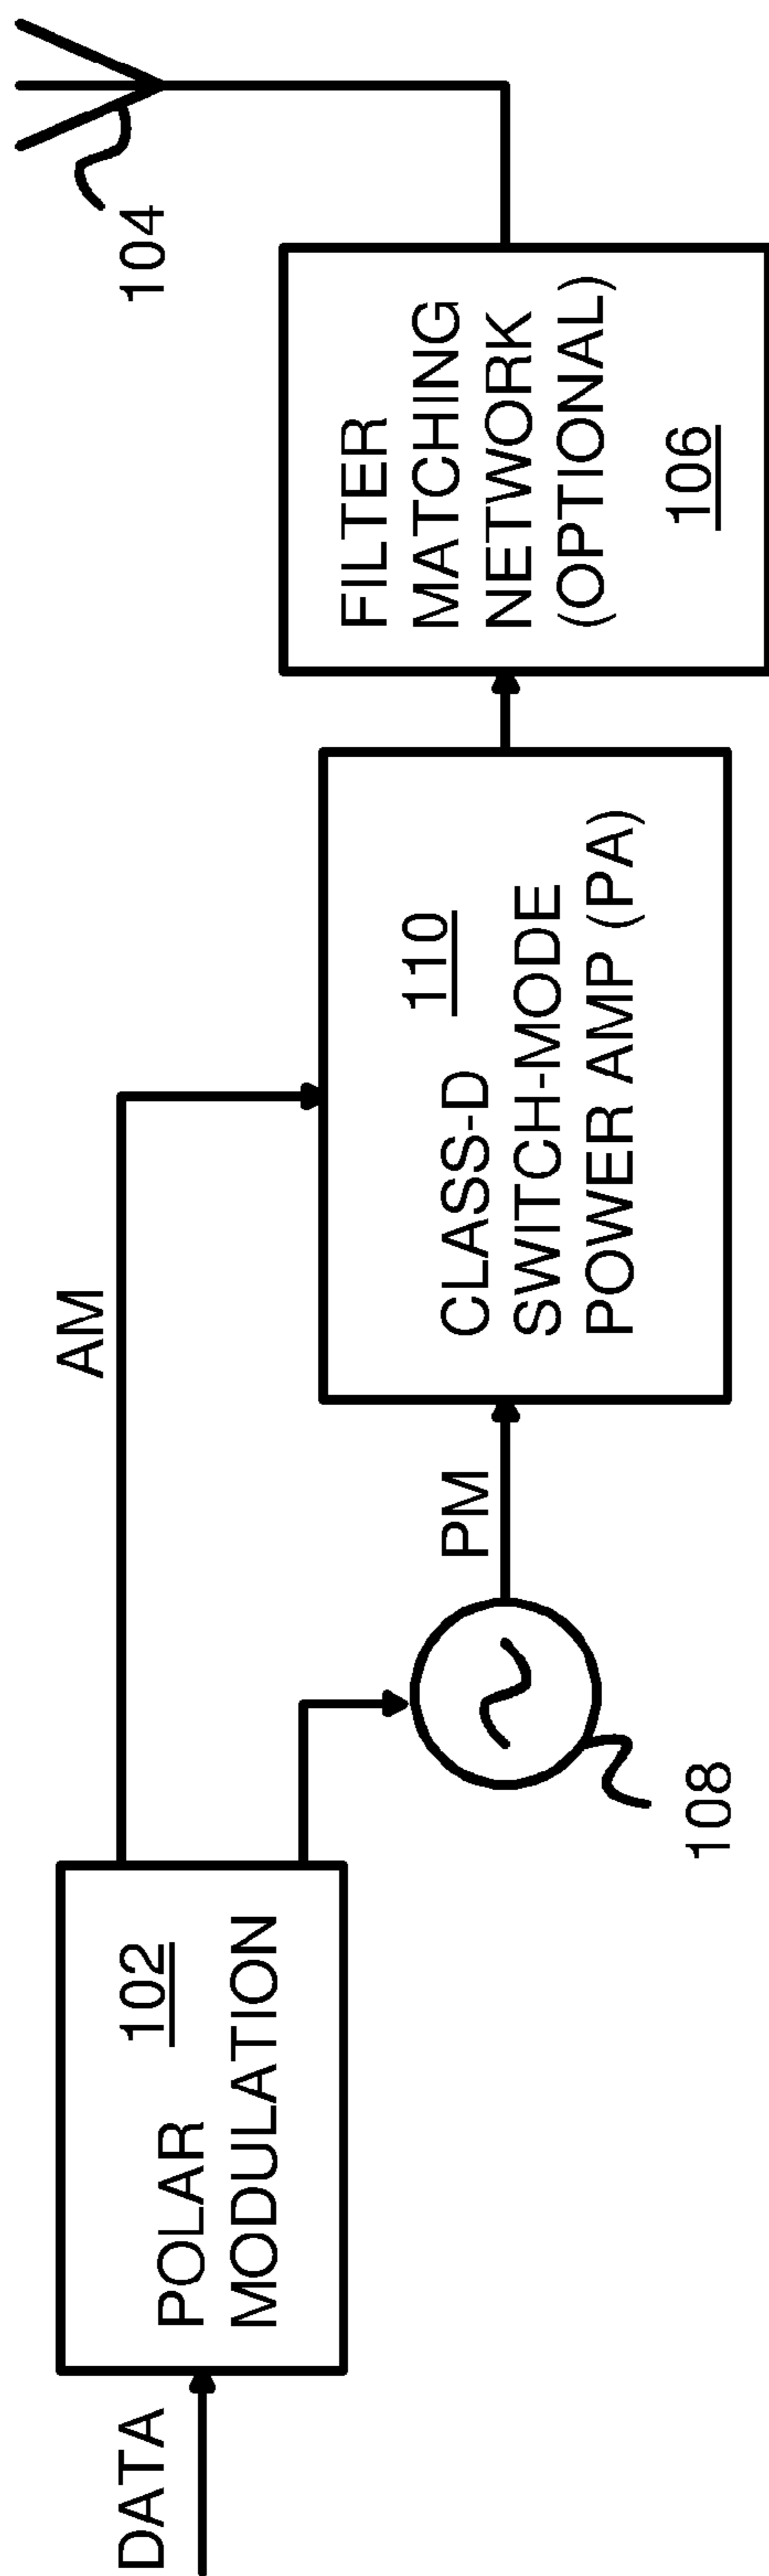 DATA
102
POLAR
MODULATION
AM
108
PM
110
CLASS-D
SWITCH-MODE
POWER AMP (PA)
FILTER
MATCHING
NETWORK
(OPTIONAL)
106
104